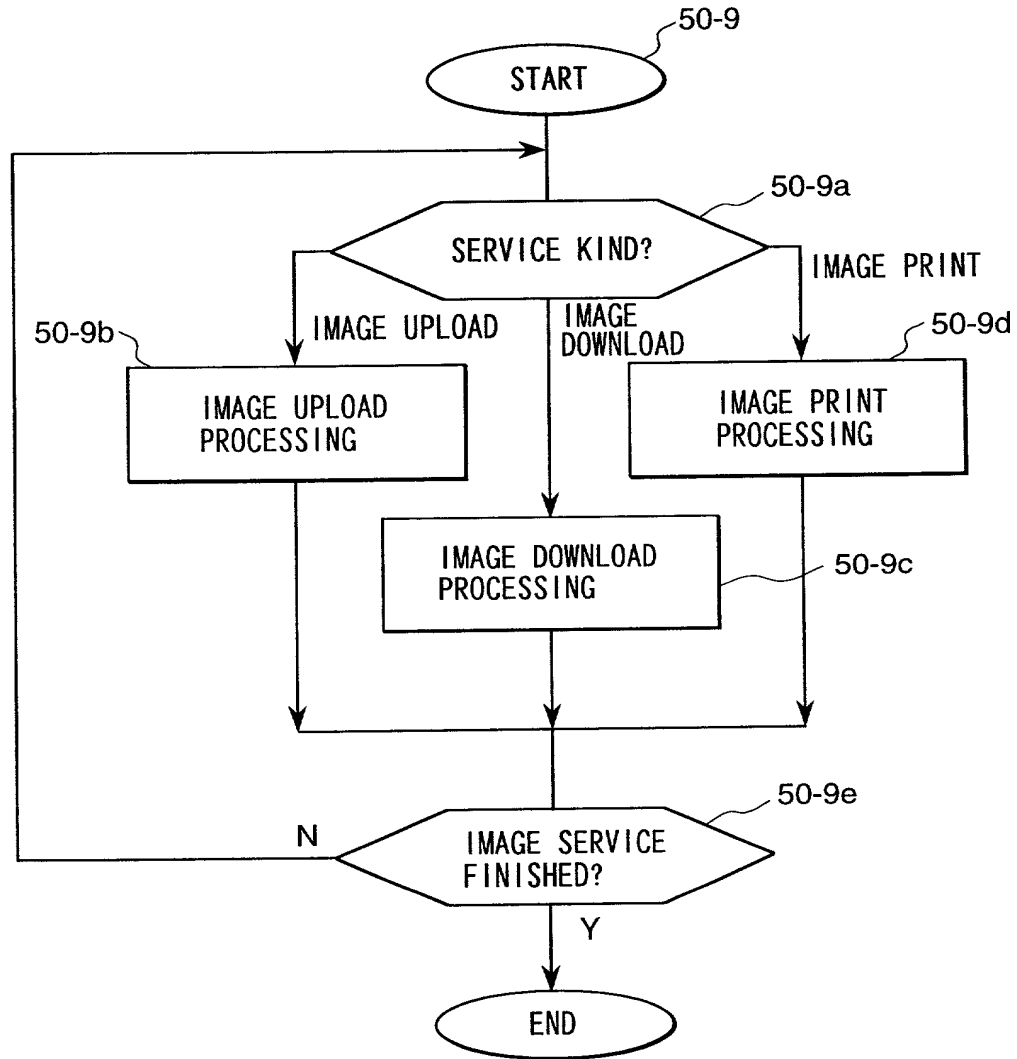 50-9
START
50-9a
SERVICE KIND?
IMAGE PRINT
50-9b
IMAGE UPLOAD
IMAGE
DOWNLOAD
50-9d
IMAGE UPLOAD
PROCESSING
IMAGE PRINT
PROCESSING
IMAGE DOWNLOAD
PROCESSING
50-9c
50-9e
N
IMAGE SERVICE
FINISHED?
Y
END